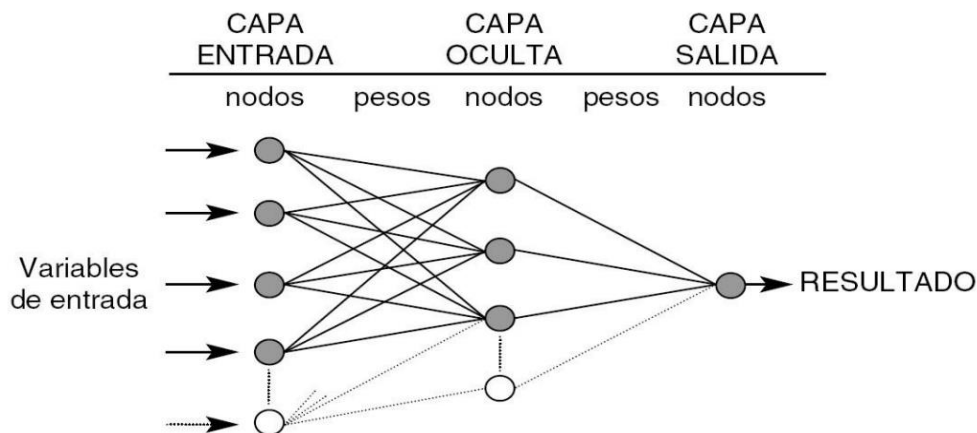 CAPA
ENTRADA
CAPA
OCULTA
CAPA
SALIDA
nodos pesos nodos pesos nodos
Variables
de entrada
RESULTADO